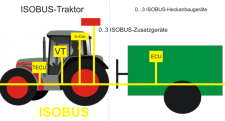 ISOBUS-Traktor
0...3 ISOBUS-Heckanbaugeräte
0...3 ISOBUS-Zusatzgeräte
VT
ECU
TECU
ISOBUS